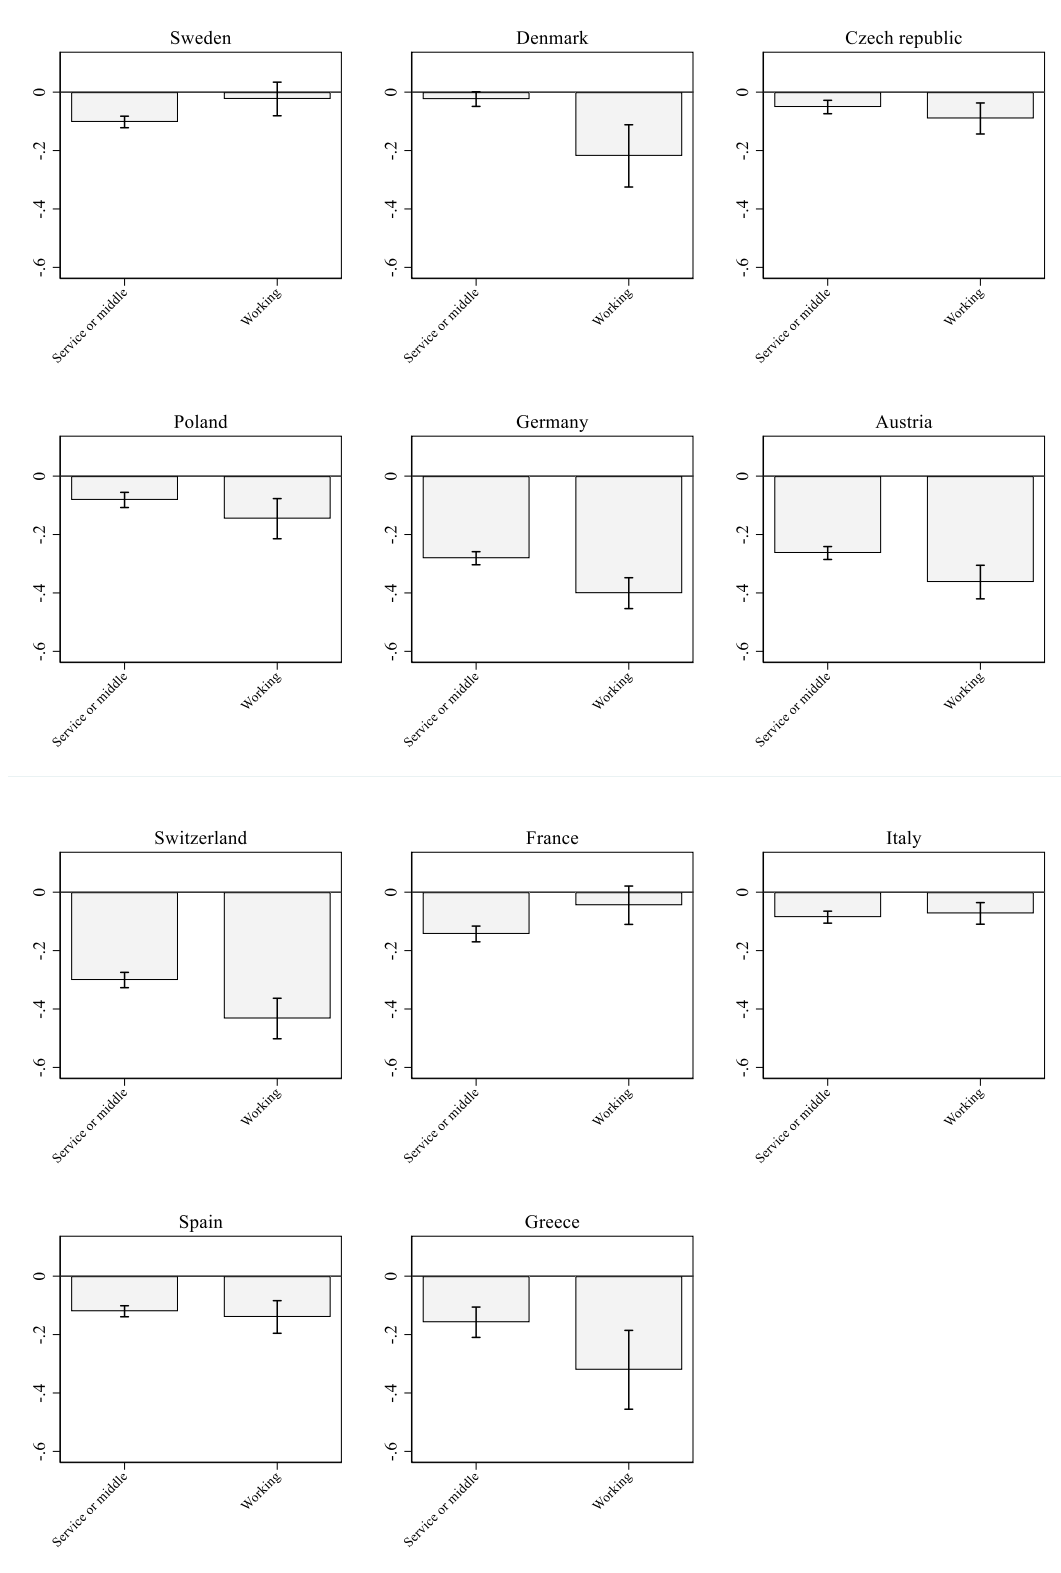 Sweden
Denmark
Czech republic
0
-.2
-.4
-.6
Service or middle
Working
0
-.2
-.4
-.6
Service or middle
Working
0
-.2
-.4
-.6
Service or middle
Working
Poland
Germany
Austria
0
-.2
-.4
-.6
Service or middle
Working
0
-.2
-.4
-.6
Service or middle
Working
0
-.2
-.4
-.6
Service or middle
Working
Switzerland
France
Italy
0
-.2
-.4
-.6
Service or middle
Working
0
-.2
-.4
-.6
Service or middle
Working
0
-.2
-.4
-.6
Service or middle
Working
Spain
Greece
0
-.2
-.4
-.6
Service or middle
Working
0
-.2
-.4
-.6
Service or middle
Working